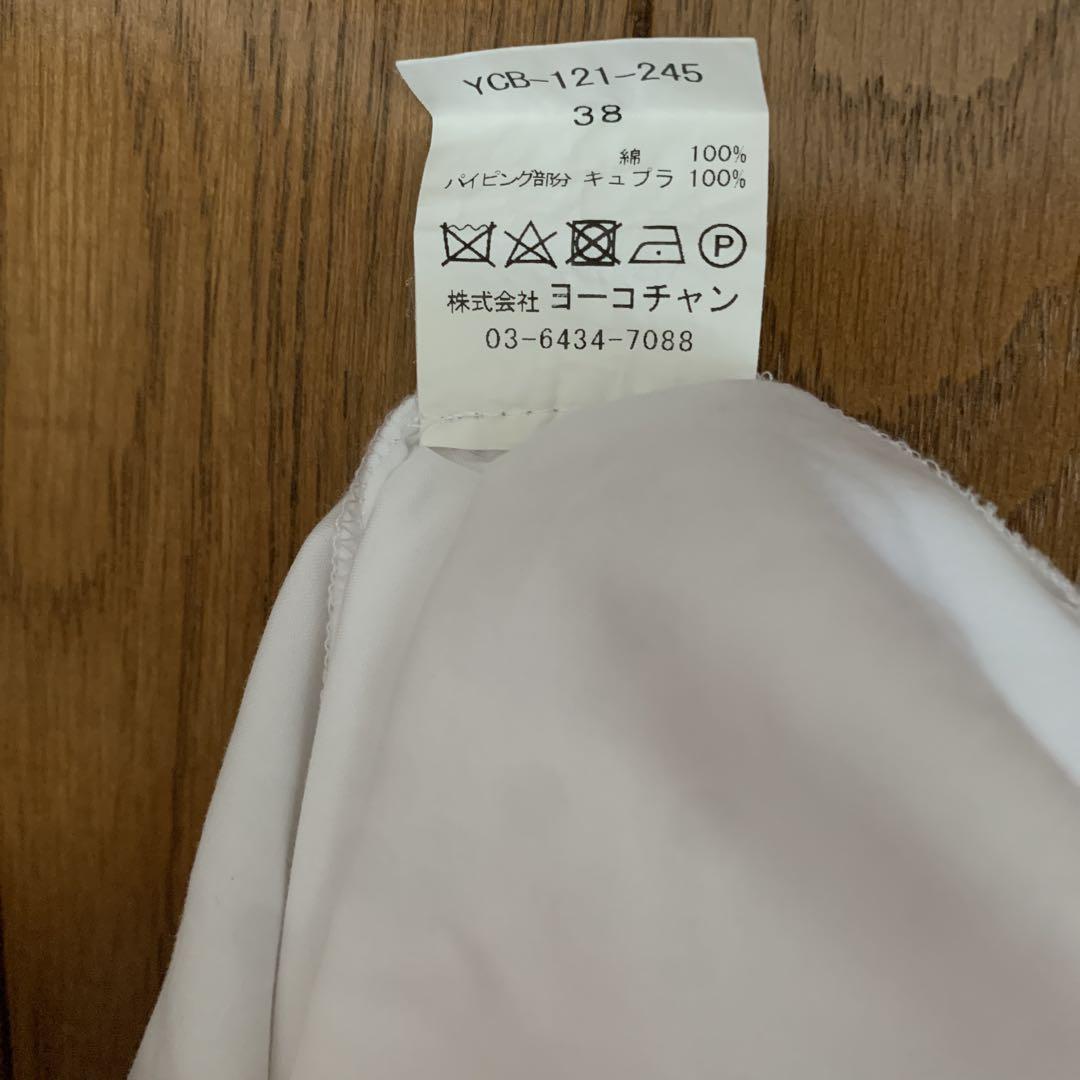 YCB-121-245
38
綿 100%
パイピング部分 キュプラ 100%
P
株式会社 ヨーコチャン
03-6434-7088